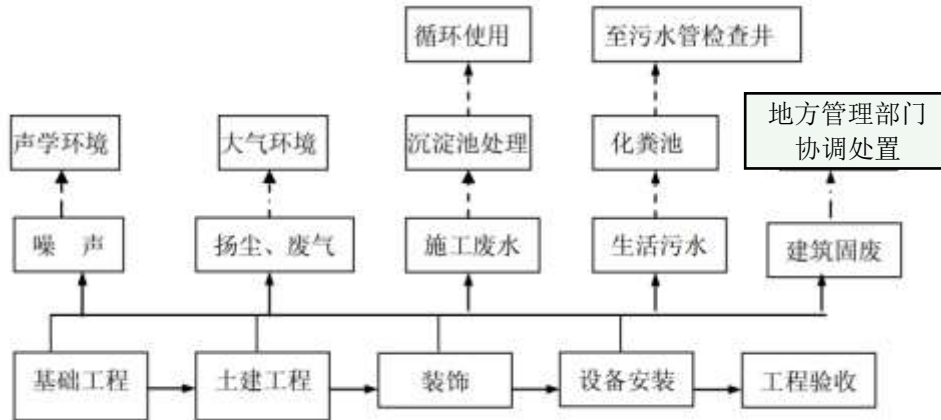 循环使用
至污水管检查井
声学环境
大气环境
沉淀池处理
化粪池
地方管理部门
协调处置
噪 声
扬尘、废气
施工废水
生活污水
建筑固废
基础工程
土建工程
装饰
设备安装
工程验收